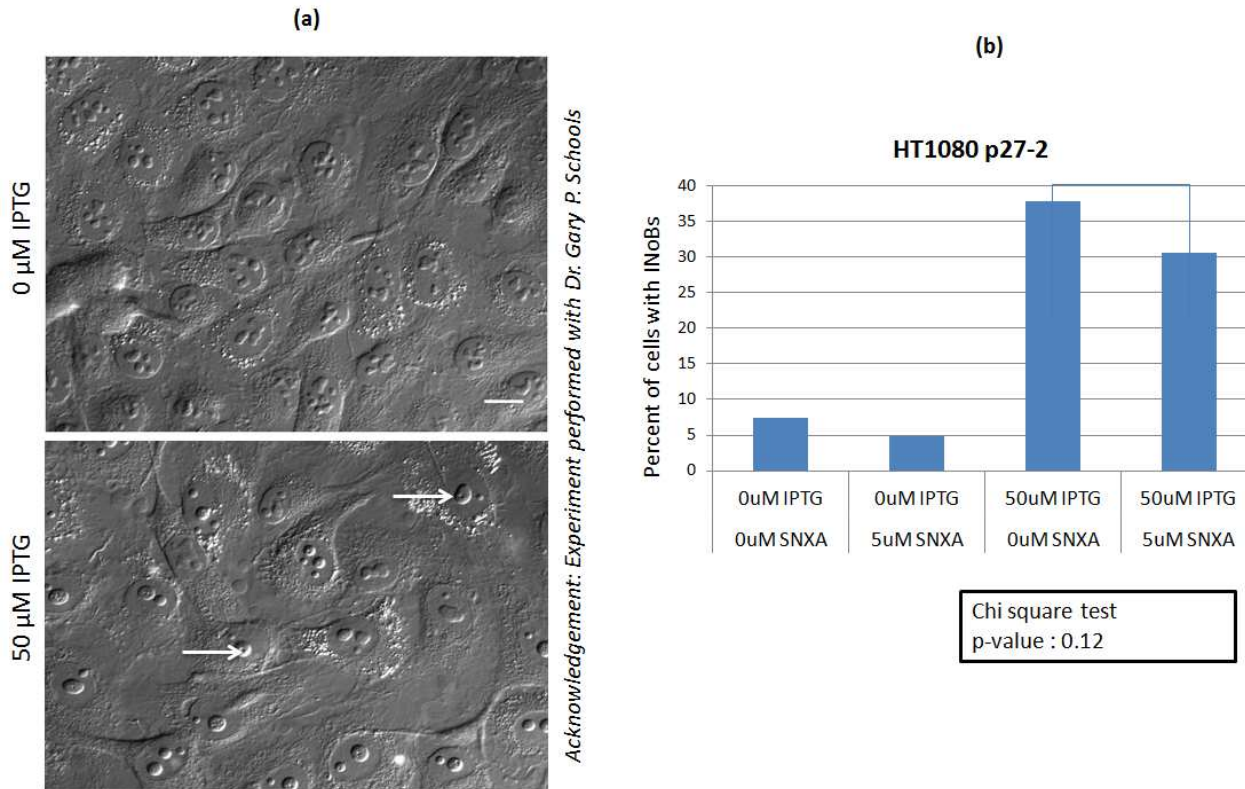 (a)
0 µM IPTG
50 µM IPTG
Acknowledgement: Experiment performed with Dr. Gary P. Schools
(b)
HT1080 p27-2
Percent of cells with INoBs
40
35
30
25
20
15
10
5
0
0uM IPTG 0uM IPTG 50uM IPTG 50uM IPTG
0uM SNXA 5uM SNXA 0uM SNXA 5uM SNXA
Chi square test
p-value : 0.12